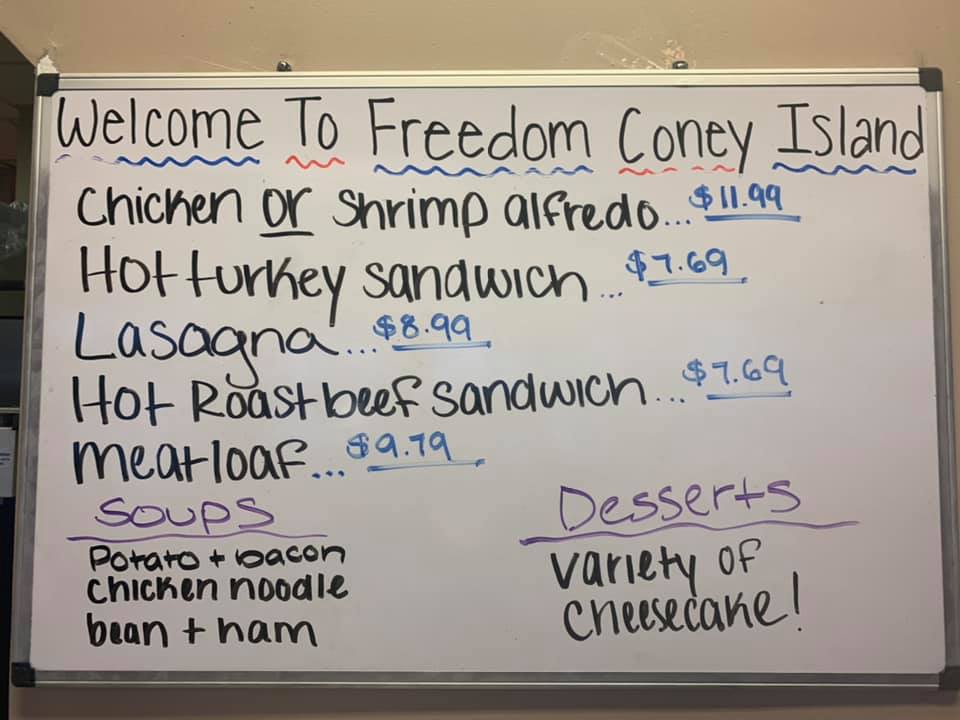 Welcome To Freedom Coney Island
Chicken or Shrimp alfredo...$11.99
Hot turkey sandwich...$7.69
Lasagna...$8.99
Hot Roast beef sandwich...$7.69
meatloaf...$9.79
Soups
Potato + bacon
chicken noodle
bean + ham
Desserts
variety of
cheesecake!